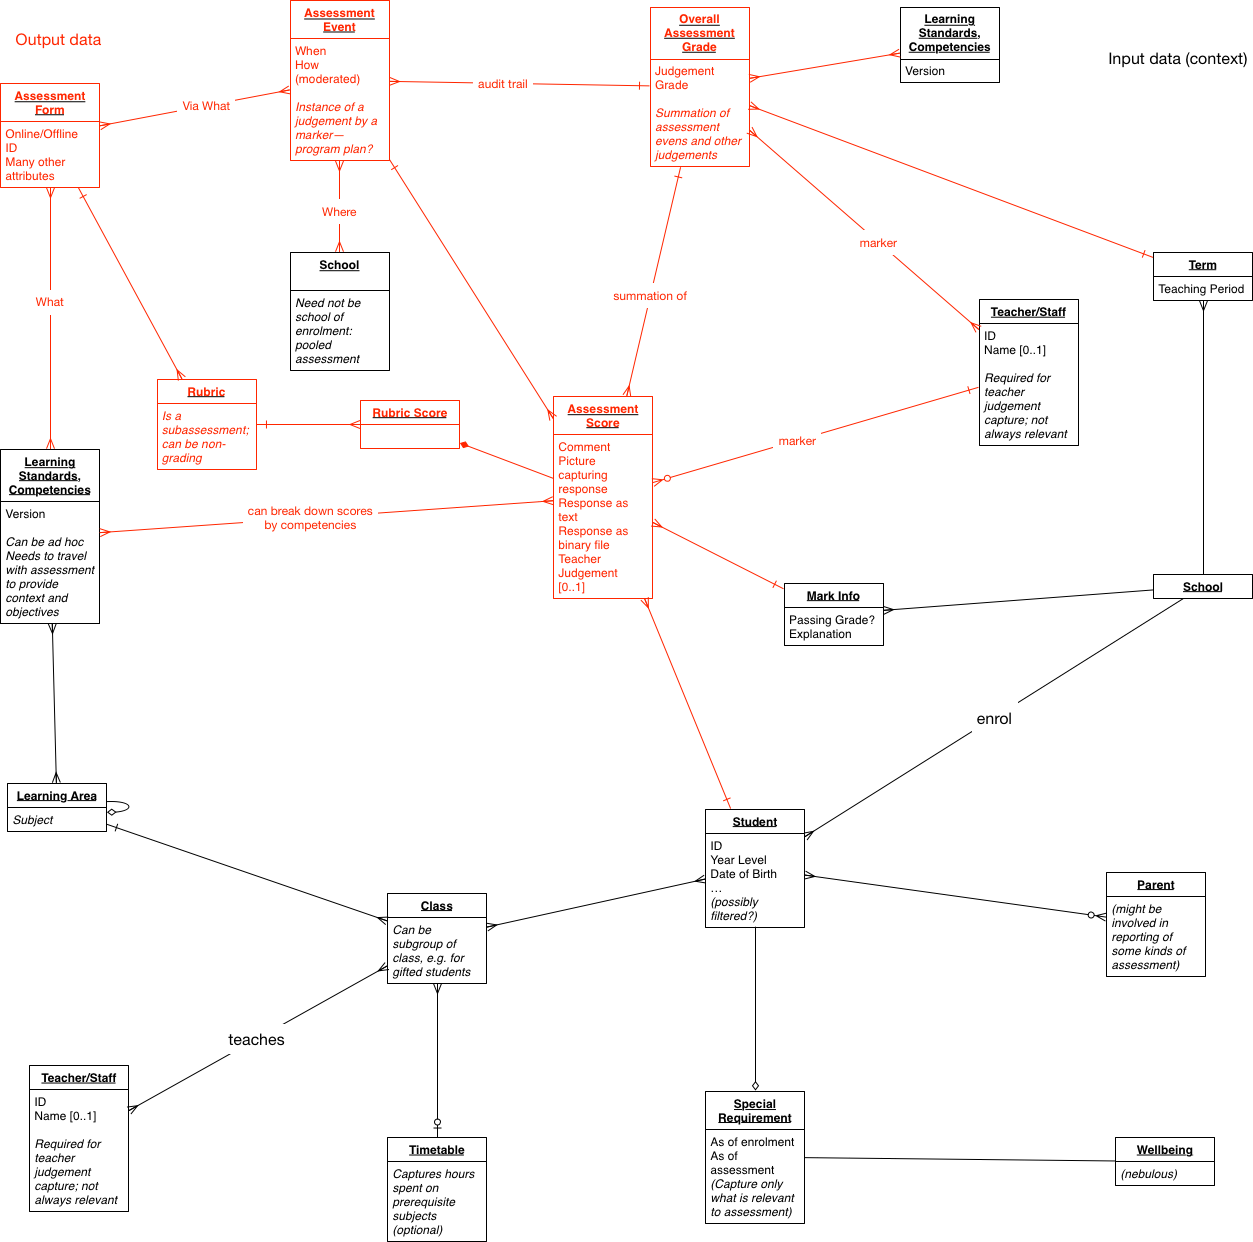 Output data
Input data (context)
Assessment
Event
When
How
(moderated)
Instance of a
judgement by a
marker—
program plan?
Overall
Assessment
Grade
Judgement
Grade
Summation of
assessment
evens and other
judgements
Learning
Standards,
Competencies
Version
Assessment
Form
Online/Offline
ID
Many other
attributes
Via What
audit trail
Where
School
Need not be
school of
enrolment:
pooled
assessment
marker
Term
Teaching Period
summation of
What
Teacher/Staff
ID
Name [0..1]
Required for
teacher
judgement
capture; not
always relevant
Rubric
Is a
subassessment;
can be non-
grading
Rubric Score
Assessment
Score
Comment
Picture
capturing
response
Response as
text
Response as
binary file
Teacher
Judgement
[0..1]
marker
Learning
Standards,
Competencies
Version
Can be ad hoc
Needs to travel
with assessment
to provide
context and
objectives
can break down scores
by competencies
Mark Info
Passing Grade?
Explanation
School
enrol
Learning Area
Subject
Student
ID
Year Level
Date of Birth
…
(possibly
filtered?)
Parent
(might be
involved in
reporting of
some kinds of
assessment)
Class
Can be
subgroup of
class, e.g. for
gifted students
teaches
Teacher/Staff
ID
Name [0..1]
Required for
teacher
judgement
capture; not
always relevant
Timetable
Captures hours
spent on
prerequisite
subjects
(optional)
Special
Requirement
As of enrolment
As of
assessment
(Capture only
what is relevant
to assessment)
Wellbeing
(nebulous)